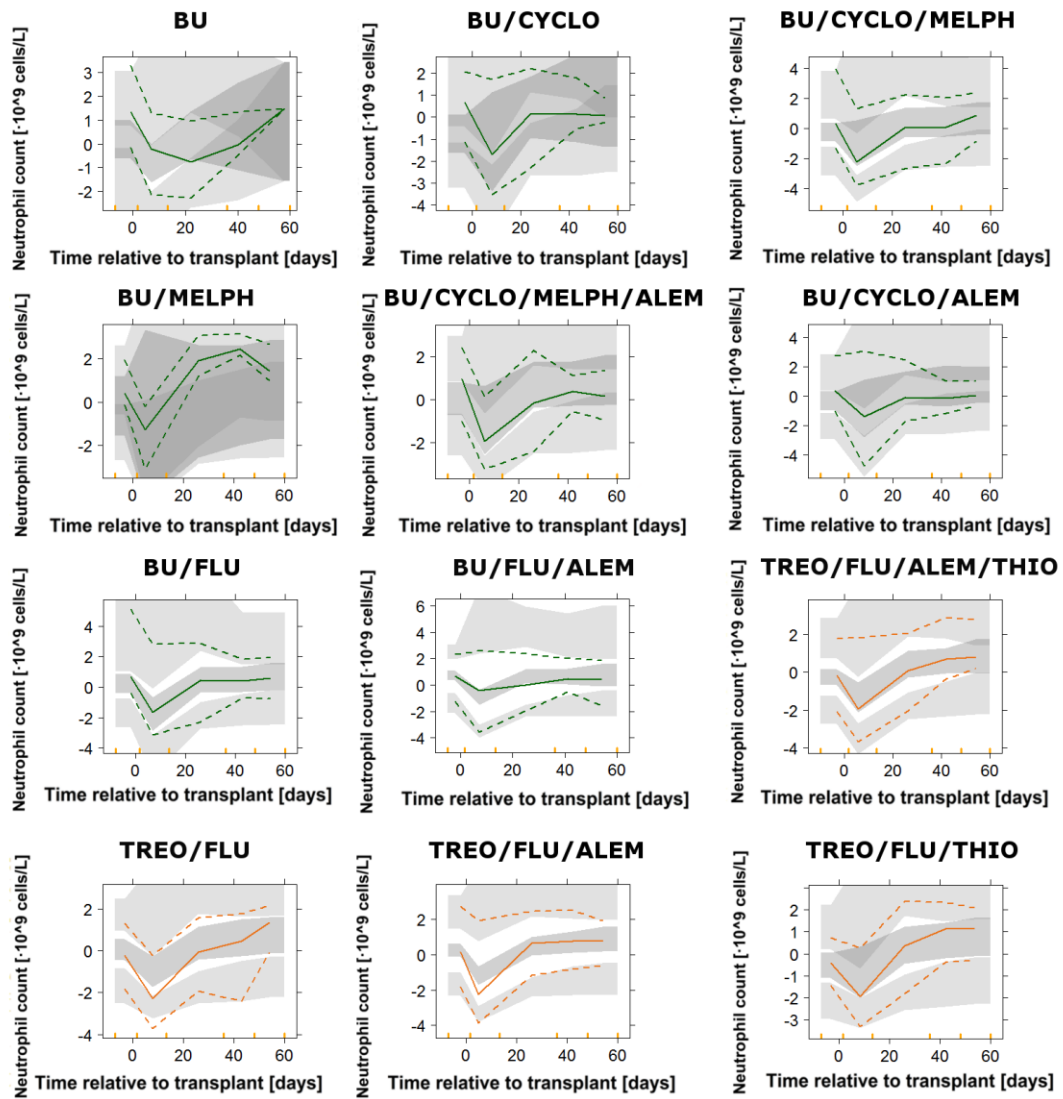 BU
Neutrophil count [·10^9 cells/L]
3
2
1
0
-1
-2
0 20 40 60
Time relative to transplant [days]
BU/CYCLO
Neutrophil count [·10^9 cells/L]
2
1
0
-1
-2
-3
-4
0 20 40 60
Time relative to transplant [days]
BU/CYCLO/MELPH
Neutrophil count [·10^9 cells/L]
4
2
0
-2
-4
0 20 40 60
Time relative to transplant [days]
BU/MELPH
Neutrophil count [·10^9 cells/L]
2
0
-2
0 20 40 60
Time relative to transplant [days]
BU/CYCLO/MELPH/ALEM
Neutrophil count [·10^9 cells/L]
2
0
-2
0 20 40 60
Time relative to transplant [days]
BU/CYCLO/ALEM
Neutrophil count [·10^9 cells/L]
4
2
0
-2
-4
0 20 40 60
Time relative to transplant [days]
BU/FLU
Neutrophil count [·10^9 cells/L]
4
2
0
-2
-4
0 20 40 60
Time relative to transplant [days]
BU/FLU/ALEM
Neutrophil count [·10^9 cells/L]
6
4
2
0
-2
-4
0 20 40 60
Time relative to transplant [days]
TREO/FLU/ALEM/THIO
Neutrophil count [·10^9 cells/L]
2
0
-2
-4
0 20 40 60
Time relative to transplant [days]
TREO/FLU
Neutrophil count [·10^9 cells/L]
2
0
-2
-4
0 20 40 60
Time relative to transplant [days]
TREO/FLU/ALEM
Neutrophil count [·10^9 cells/L]
2
0
-2
-4
0 20 40 60
Time relative to transplant [days]
TREO/FLU/THIO
Neutrophil count [·10^9 cells/L]
2
1
0
-1
-2
-3
0 20 40 60
Time relative to transplant [days]